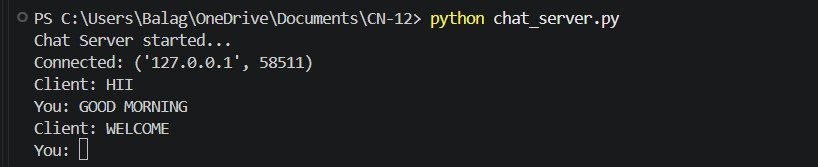 PS C:\Users\Balag\OneDrive\Documents\CN-12> python chat_server.py
Chat Server started...
Connected: ('127.0.0.1', 58511)
Client: HII
You: GOOD MORNING
Client: WELCOME
You: